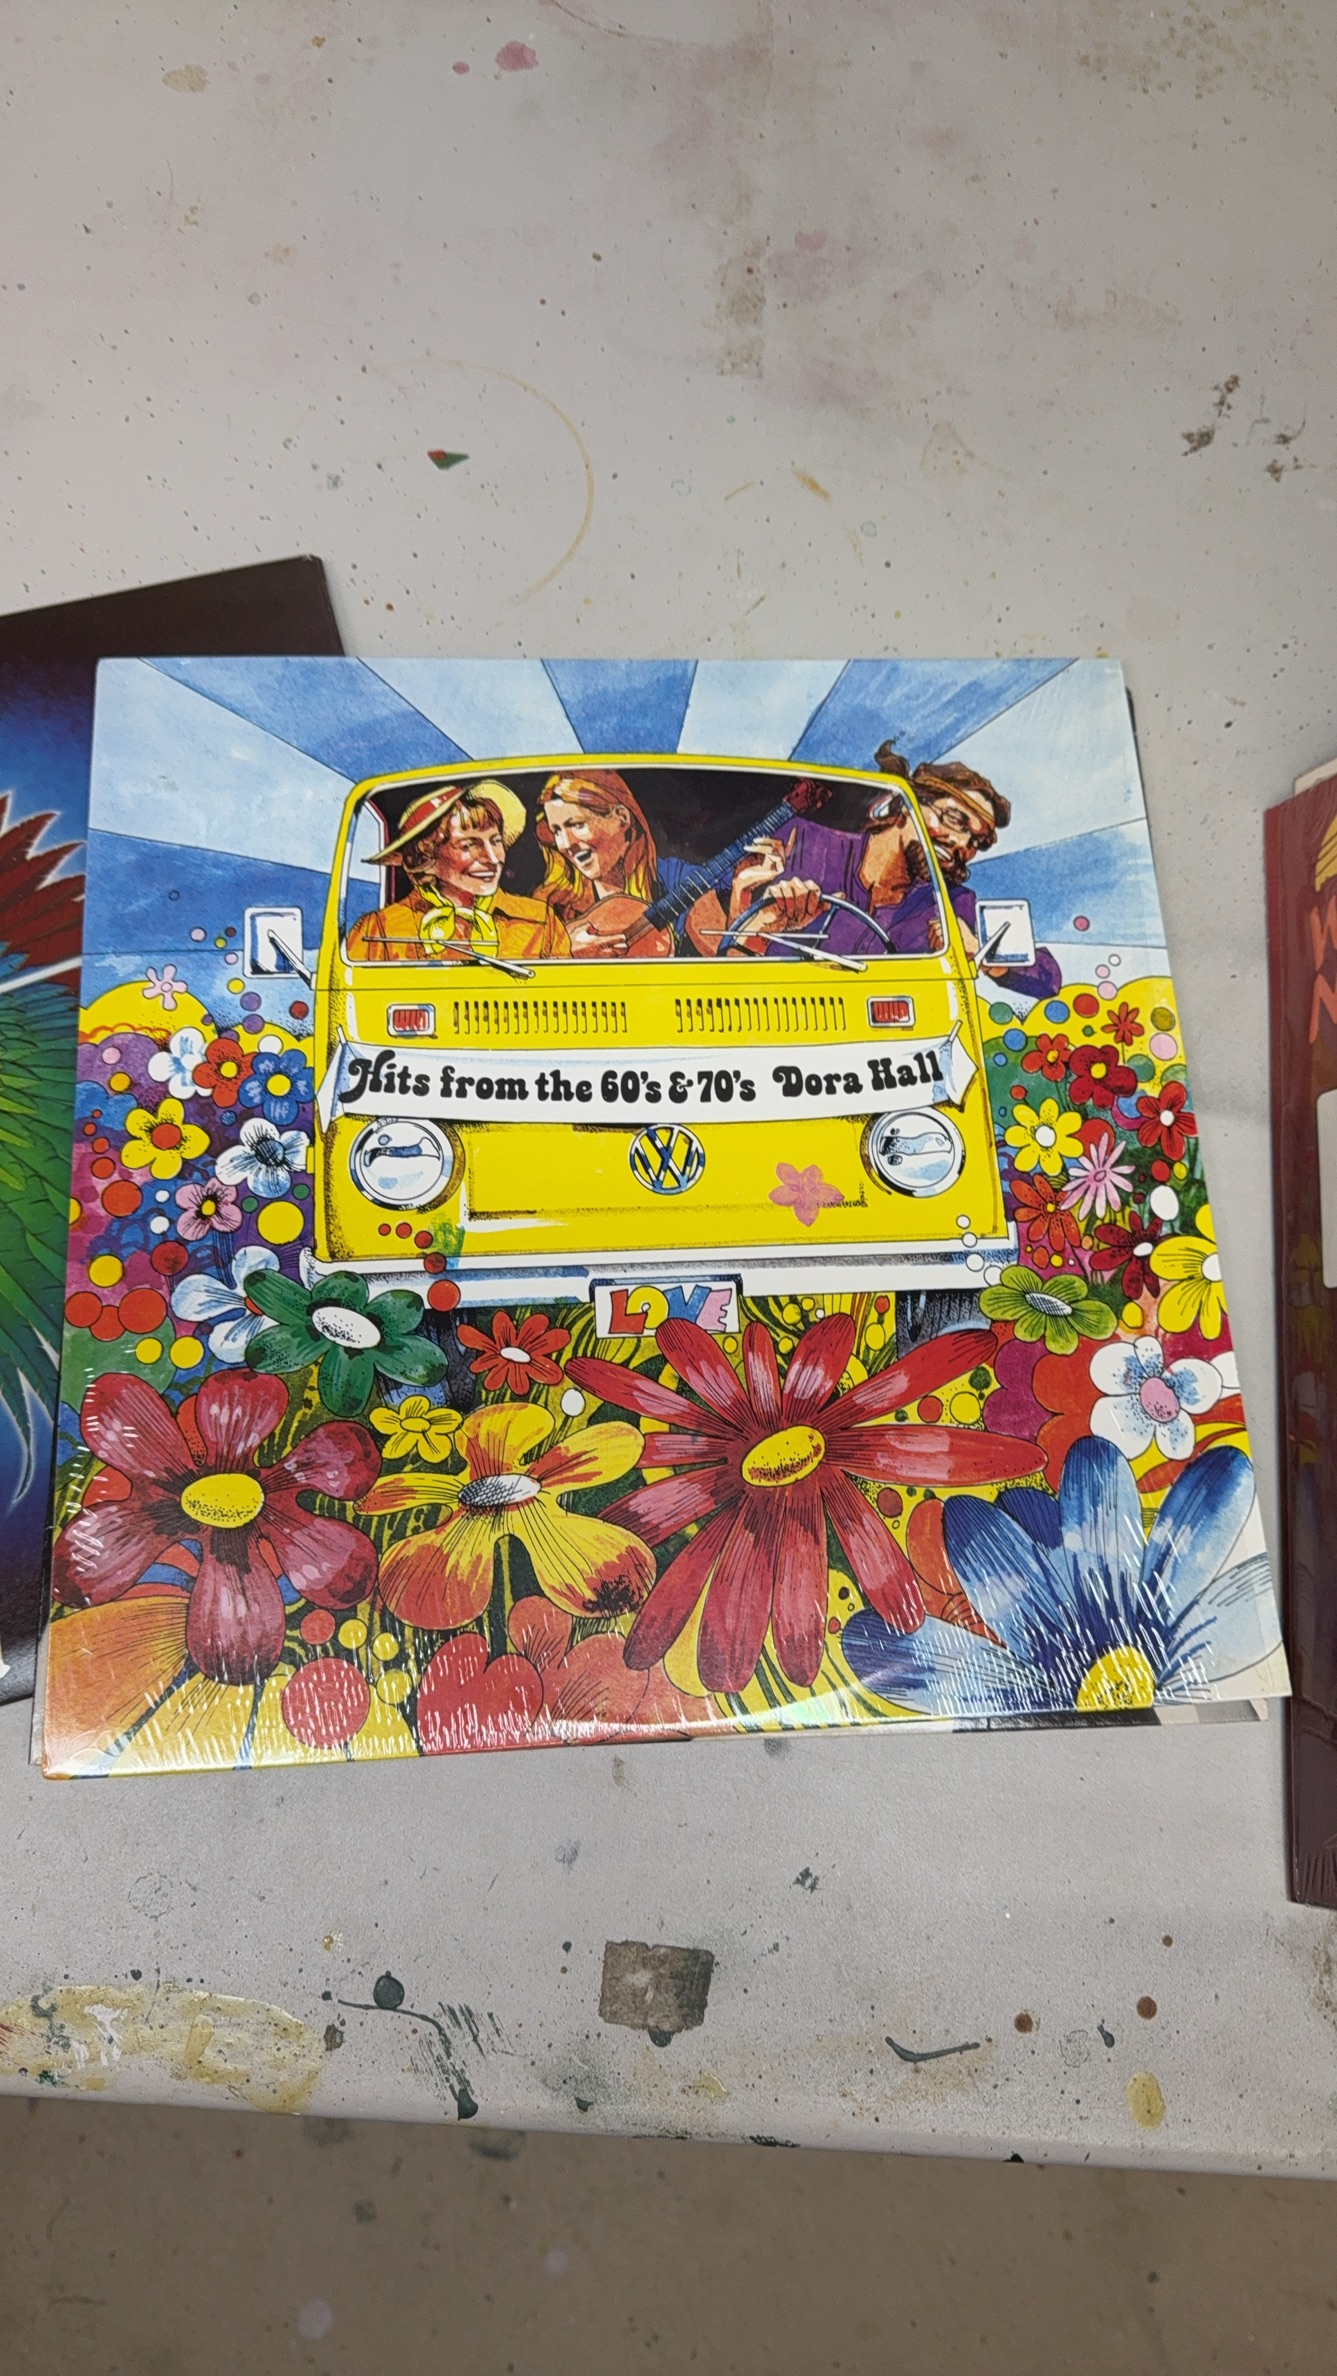 Hits from the 60's & 70's Dora Hall
VW
LOVE